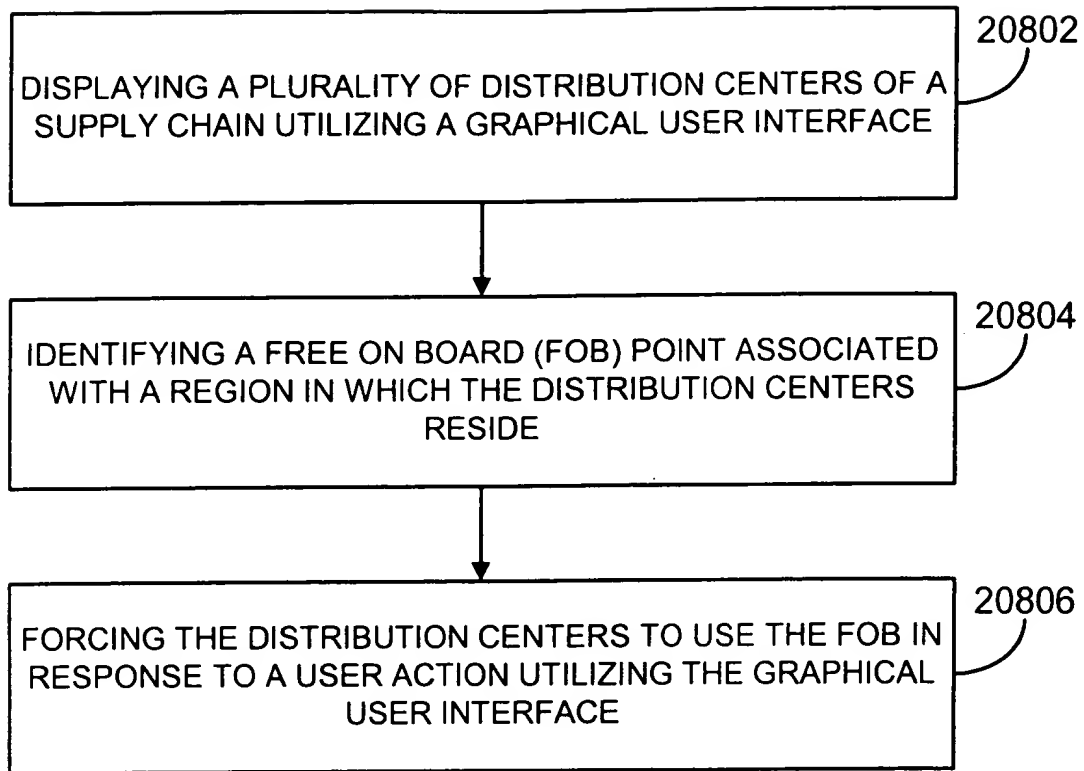 20802
DISPLAYING A PLURALITY OF DISTRIBUTION CENTERS OF A
SUPPLY CHAIN UTILIZING A GRAPHICAL USER INTERFACE
20804
IDENTIFYING A FREE ON BOARD (FOB) POINT ASSOCIATED
WITH A REGION IN WHICH THE DISTRIBUTION CENTERS
RESIDE
20806
FORCING THE DISTRIBUTION CENTERS TO USE THE FOB IN
RESPONSE TO A USER ACTION UTILIZING THE GRAPHICAL
USER INTERFACE